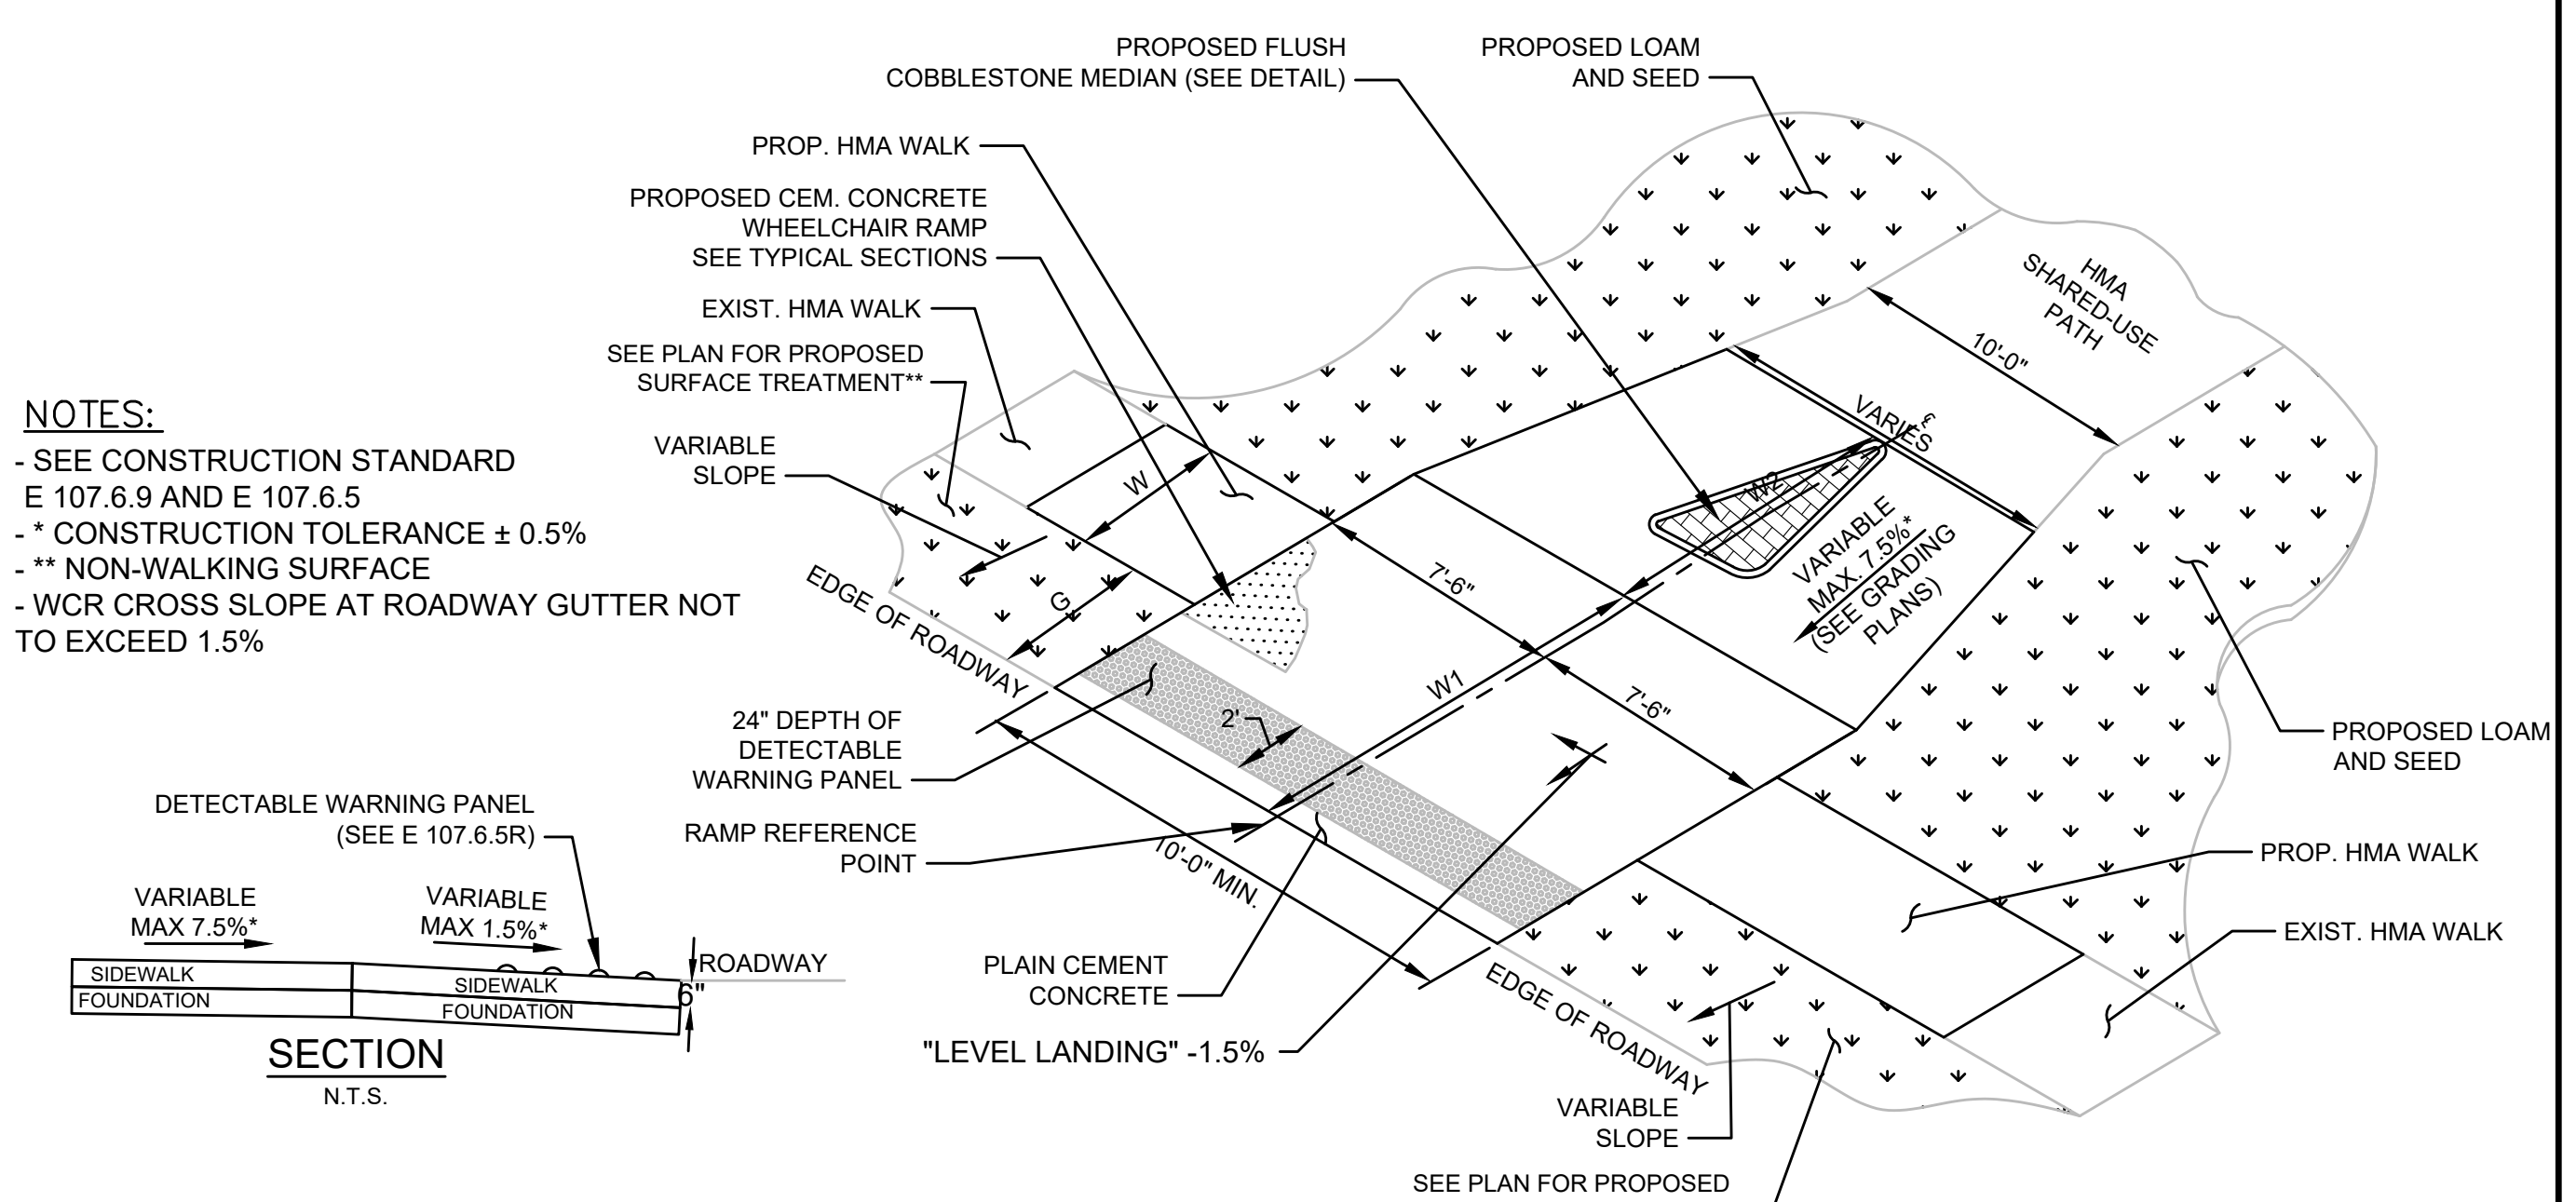 PROPOSED FLUSH
COBBLESTONE MEDIAN (SEE DETAIL)
PROPOSED LOAM
AND SEED
PROP. HMA WALK
PROPOSED CEM. CONCRETE
WHEELCHAIR RAMP
SEE TYPICAL SECTIONS
EXIST. HMA WALK
SEE PLAN FOR PROPOSED
SURFACE TREATMENT**
VARIABLE
SLOPE
NOTES:
- SEE CONSTRUCTION STANDARD
E 107.6.9 AND E 107.6.5
- * CONSTRUCTION TOLERANCE ± 0.5%
- ** NON-WALKING SURFACE
- WCR CROSS SLOPE AT ROADWAY GUTTER NOT
TO EXCEED 1.5%
HMA
SHARED-USE
PATH
10'-0"
VARIES
W2
VARIABLE
MAX. 7.5%*
(SEE GRADING
PLANS)
W
G
7'-6"
7'-6"
W1
2'
EDGE OF ROADWAY
10'-0" MIN.
24" DEPTH OF
DETECTABLE
WARNING PANEL
RAMP REFERENCE
POINT
PLAIN CEMENT
CONCRETE
"LEVEL LANDING" -1.5%
EDGE OF ROADWAY
VARIABLE
SLOPE
SEE PLAN FOR PROPOSED
PROPOSED LOAM
AND SEED
PROP. HMA WALK
EXIST. HMA WALK
DETECTABLE WARNING PANEL
(SEE E 107.6.5R)
VARIABLE
MAX 7.5%*
VARIABLE
MAX 1.5%*
ROADWAY
6"
SIDEWALK
FOUNDATION
SIDEWALK
FOUNDATION
SECTION
N.T.S.